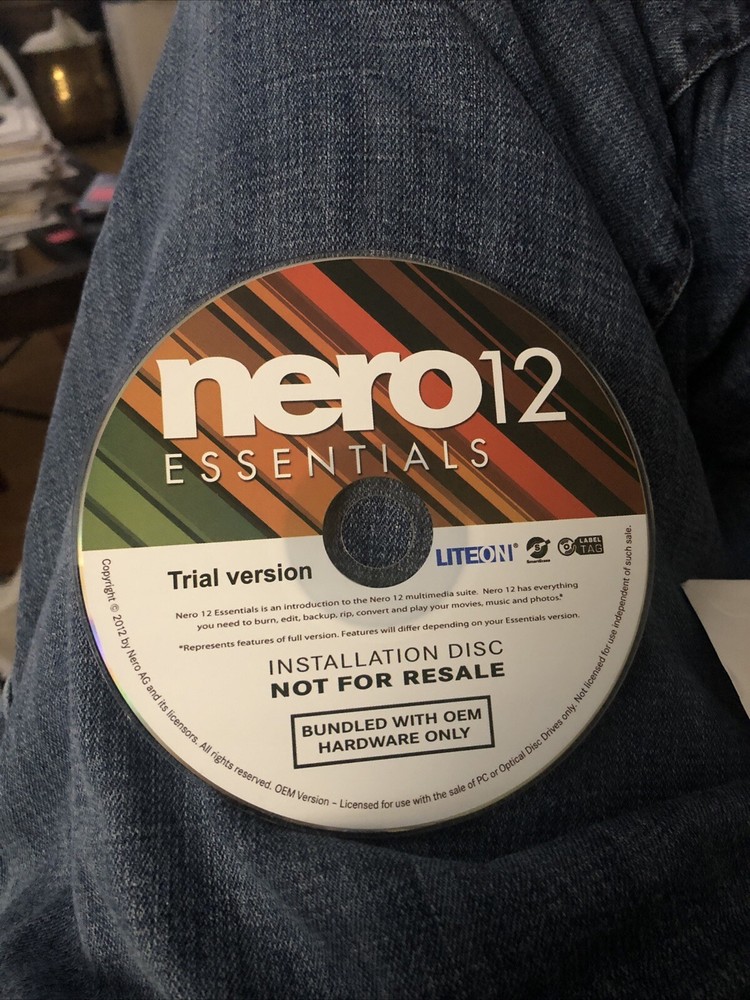 nero12
ESSENTIALS
LITEON®
SmartErase
LABEL
TAG
Trial version
Nero 12 Essentials is an introduction to the Nero 12 multimedia suite. Nero 12 has everything
you need to burn, edit, backup, rip, convert and play your movies, music and photos.*
*Represents features of full version. Features will differ depending on your Essentials version.
INSTALLATION DISC
NOT FOR RESALE
BUNDLED WITH OEM
HARDWARE ONLY
Copyright © 2012 by Nero AG and its licensors. All rights reserved. OEM Version – Licensed for use with the sale of PC or Optical Disc Drives only. Not licensed for use independent of such sale.